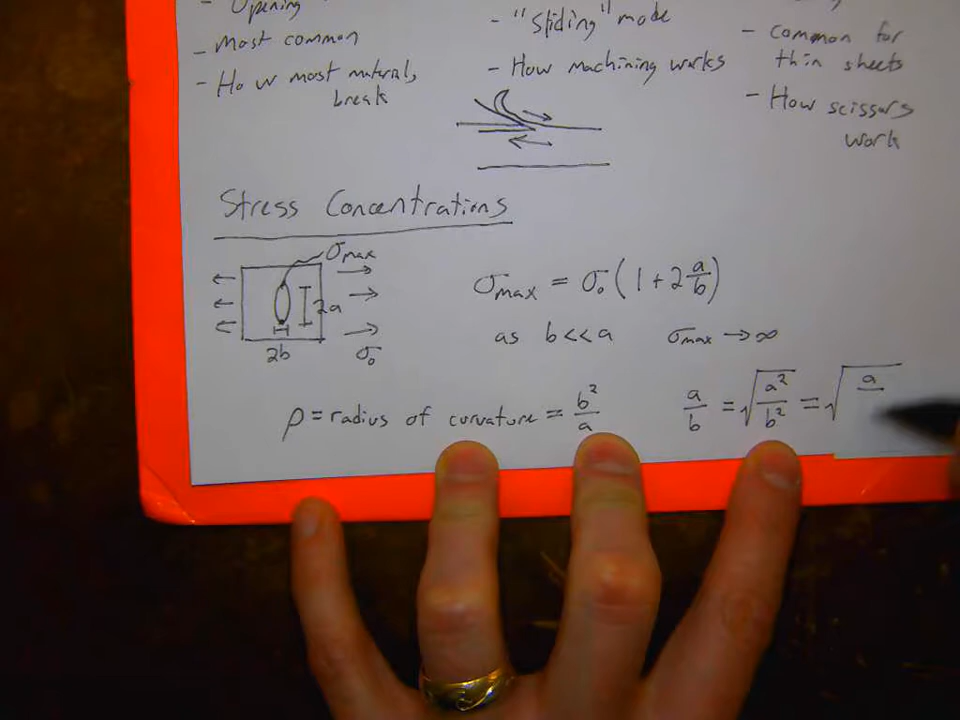 - Opening
- Most common
- How most materials break
- "Sliding" mode
- How machining works
- Common for thin sheets
- How scissors work
Stress Concentrations
σmax
2a
2b
σ₀
σmax = σ₀(1 + 2 a/b)
as b<<a σmax → ∞
ρ = radius of curvature = b²/a
a/b = √(a²/b²) = √(a